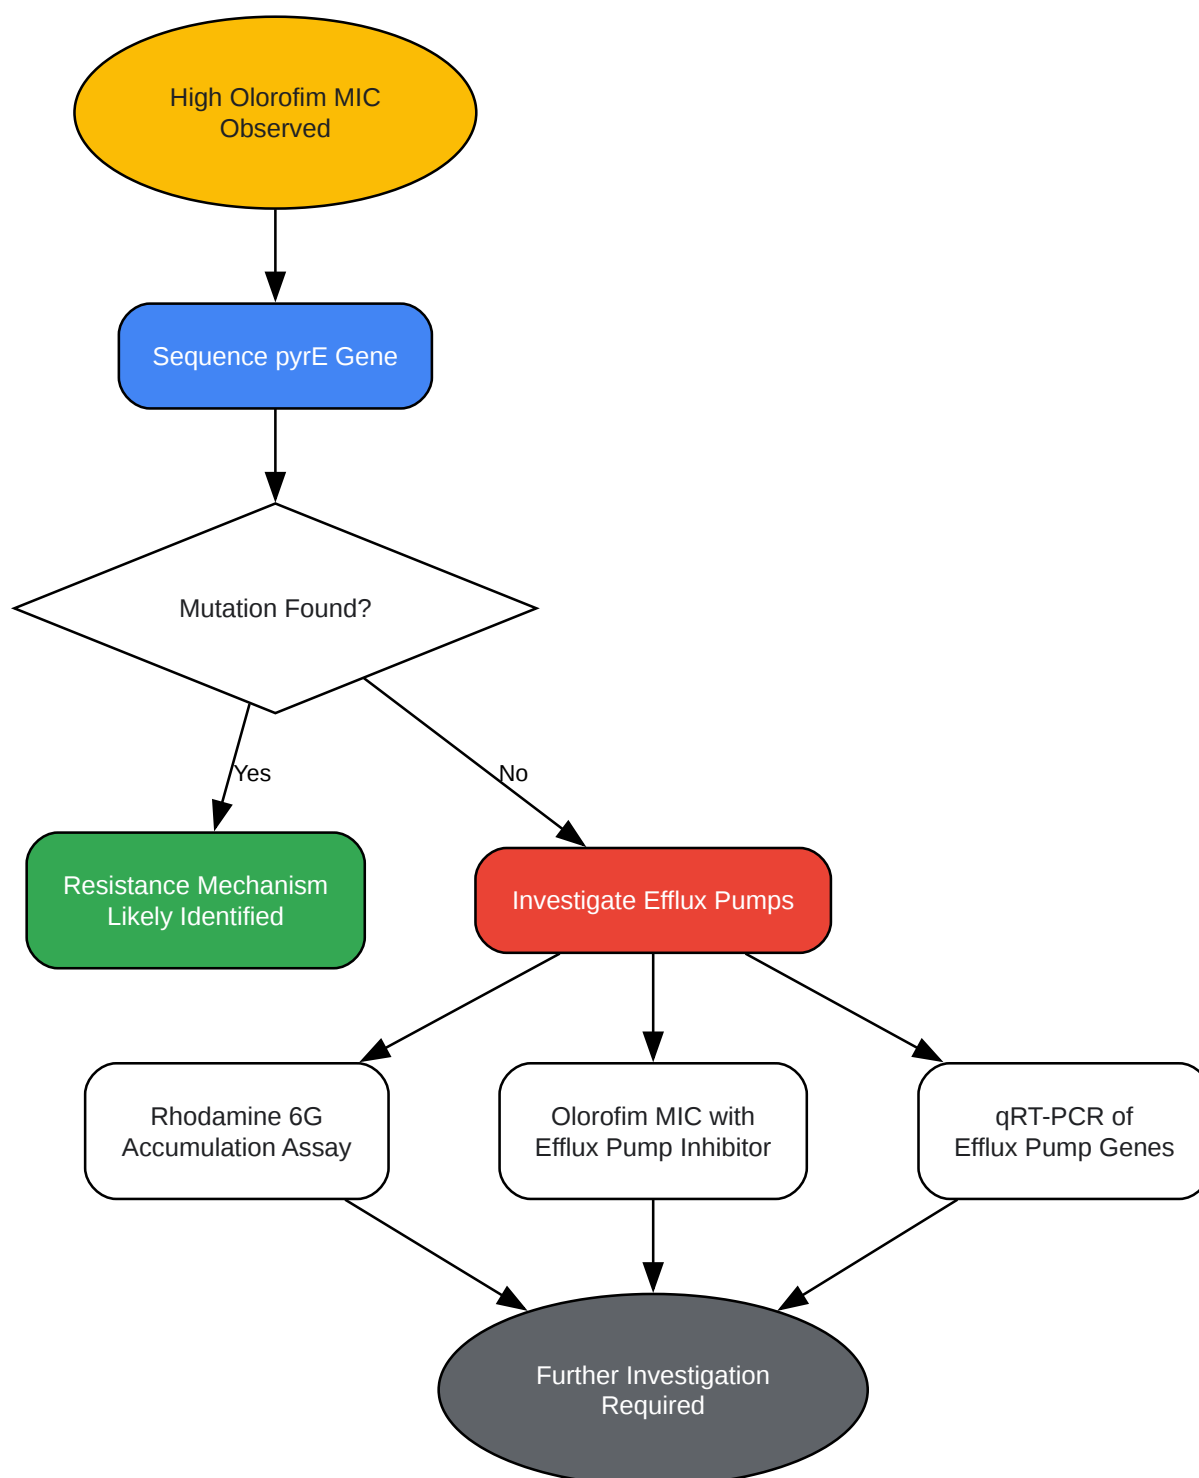 High Olorofim MIC
Observed
Sequence pyrE Gene
Mutation Found?
Yes
No
Resistance Mechanism
Likely Identified
Investigate Efflux Pumps
Rhodamine 6G
Accumulation Assay
Olorofim MIC with
Efflux Pump Inhibitor
qRT-PCR of
Efflux Pump Genes
Further Investigation
Required